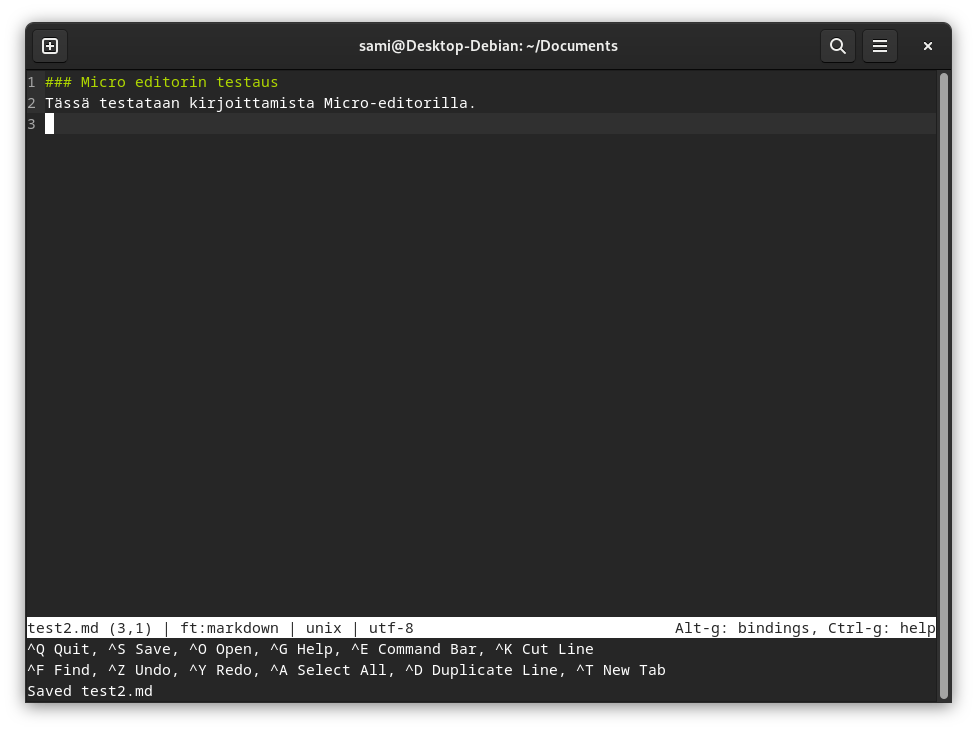 sami@Desktop-Debian: ~/Documents
1 ### Micro editorin testaus
2 Tässä testataan kirjoittamista Micro-editorilla.
3
test2.md (3,1) | ft:markdown | unix | utf-8 Alt-g: bindings, Ctrl-g: help
^Q Quit, ^S Save, ^O Open, ^G Help, ^E Command Bar, ^K Cut Line
^F Find, ^Z Undo, ^Y Redo, ^A Select All, ^D Duplicate Line, ^T New Tab
Saved test2.md